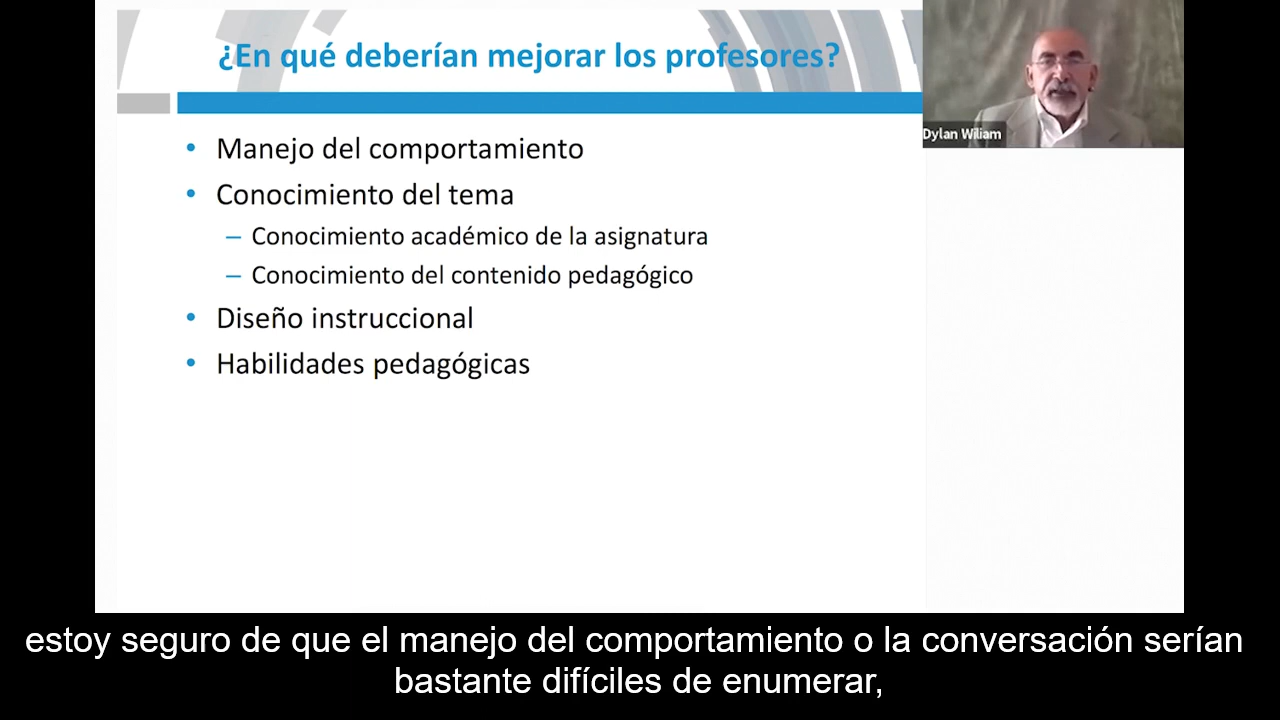 ¿En qué deberían mejorar los profesores?
Dylan Wiliam
• Manejo del comportamiento
• Conocimiento del tema
– Conocimiento académico de la asignatura
– Conocimiento del contenido pedagógico
• Diseño instruccional
• Habilidades pedagógicas
estoy seguro de que el manejo del comportamiento o la conversación serían
bastante difíciles de enumerar,